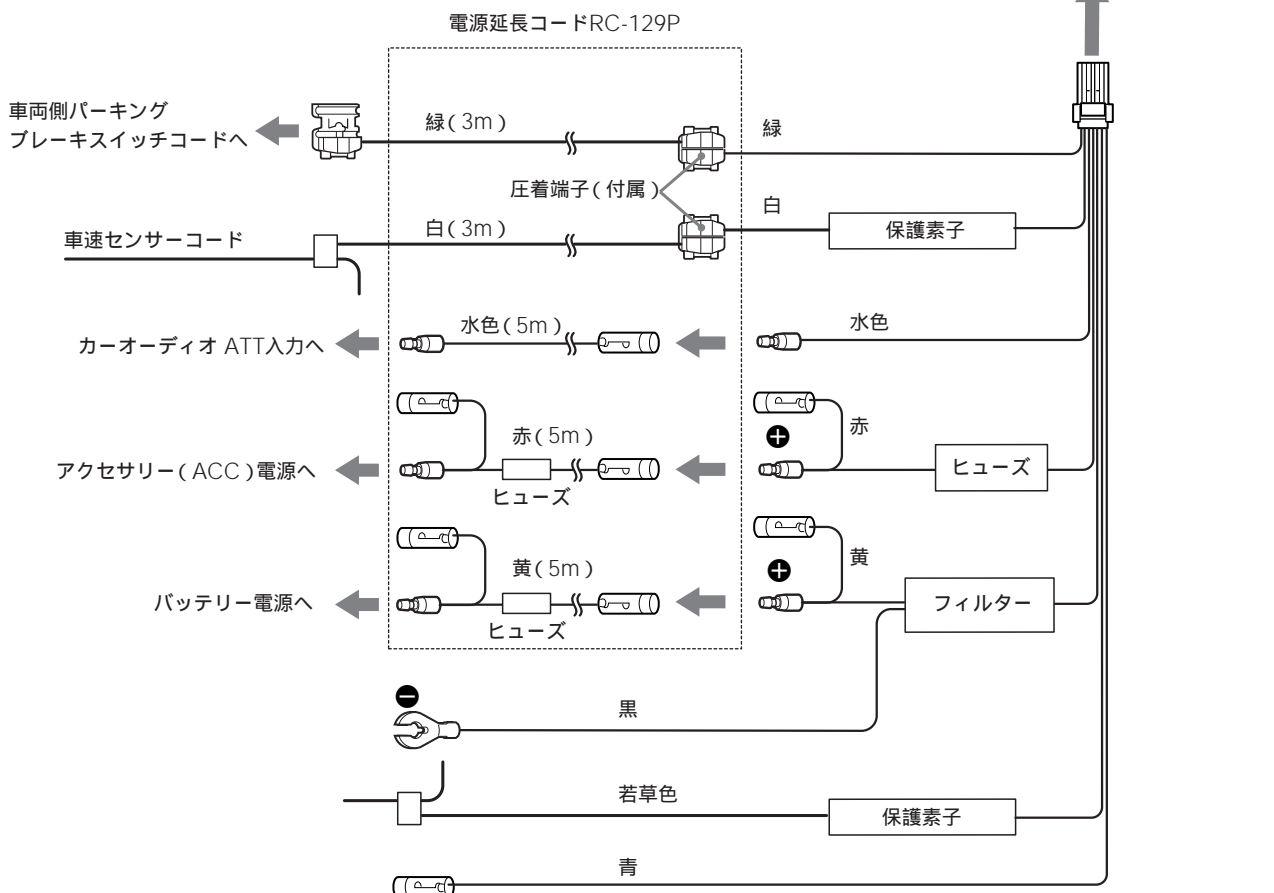 電源延長コードRC-129P
車両側パーキング
ブレーキスイッチコードへ
緑(3m)
緑
圧着端子(付属)
白
白(3m)
車速センサーコード
保護素子
水色(5m)
水色
カーオーディオ ATT入力へ
赤(5m)
赤
アクセサリー(ACC)電源へ
ヒューズ
ヒューズ
黄(5m)
黄
バッテリー電源へ
フィルター
ヒューズ
黒
若草色
保護素子
青